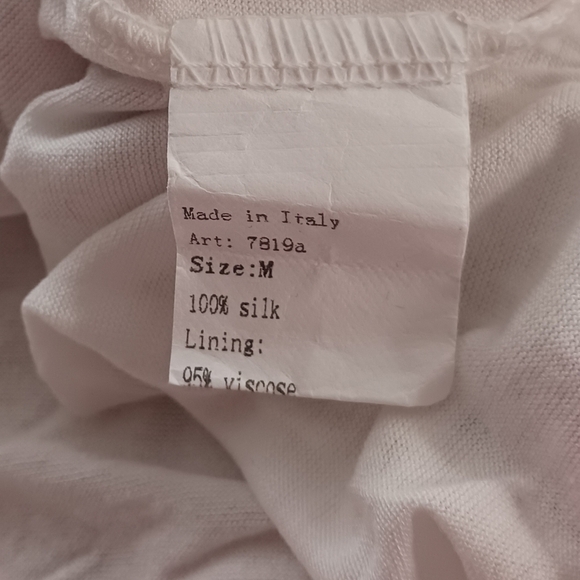 Made in Italy
Art: 7819a
Size:M
100% silk
Lining:
95% viscose